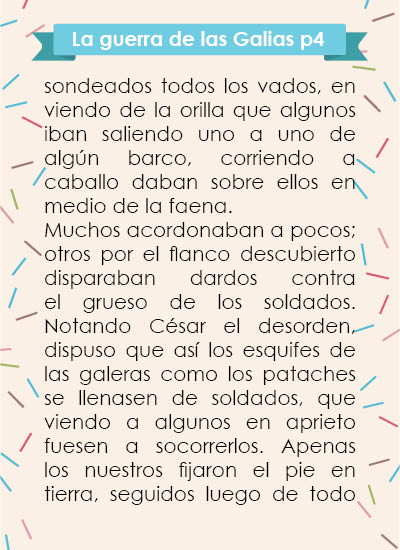 La guerra de las Galias p4
sondeados todos los vados, en
viendo de la orilla que algunos
iban saliendo uno a uno de
algún barco, corriendo a
caballo daban sobre ellos en
medio de la faena.
Muchos acordonaban a pocos;
otros por el flanco descubierto
disparaban dardos contra
el grueso de los soldados.
Notando César el desorden,
dispuso que así los esquifes de
las galeras como los pataches
se llenasen de soldados, que
viendo a algunos en aprieto
fuesen a socorrerlos. Apenas
los nuestros fijaron el pie en
tierra, seguidos luego de todo